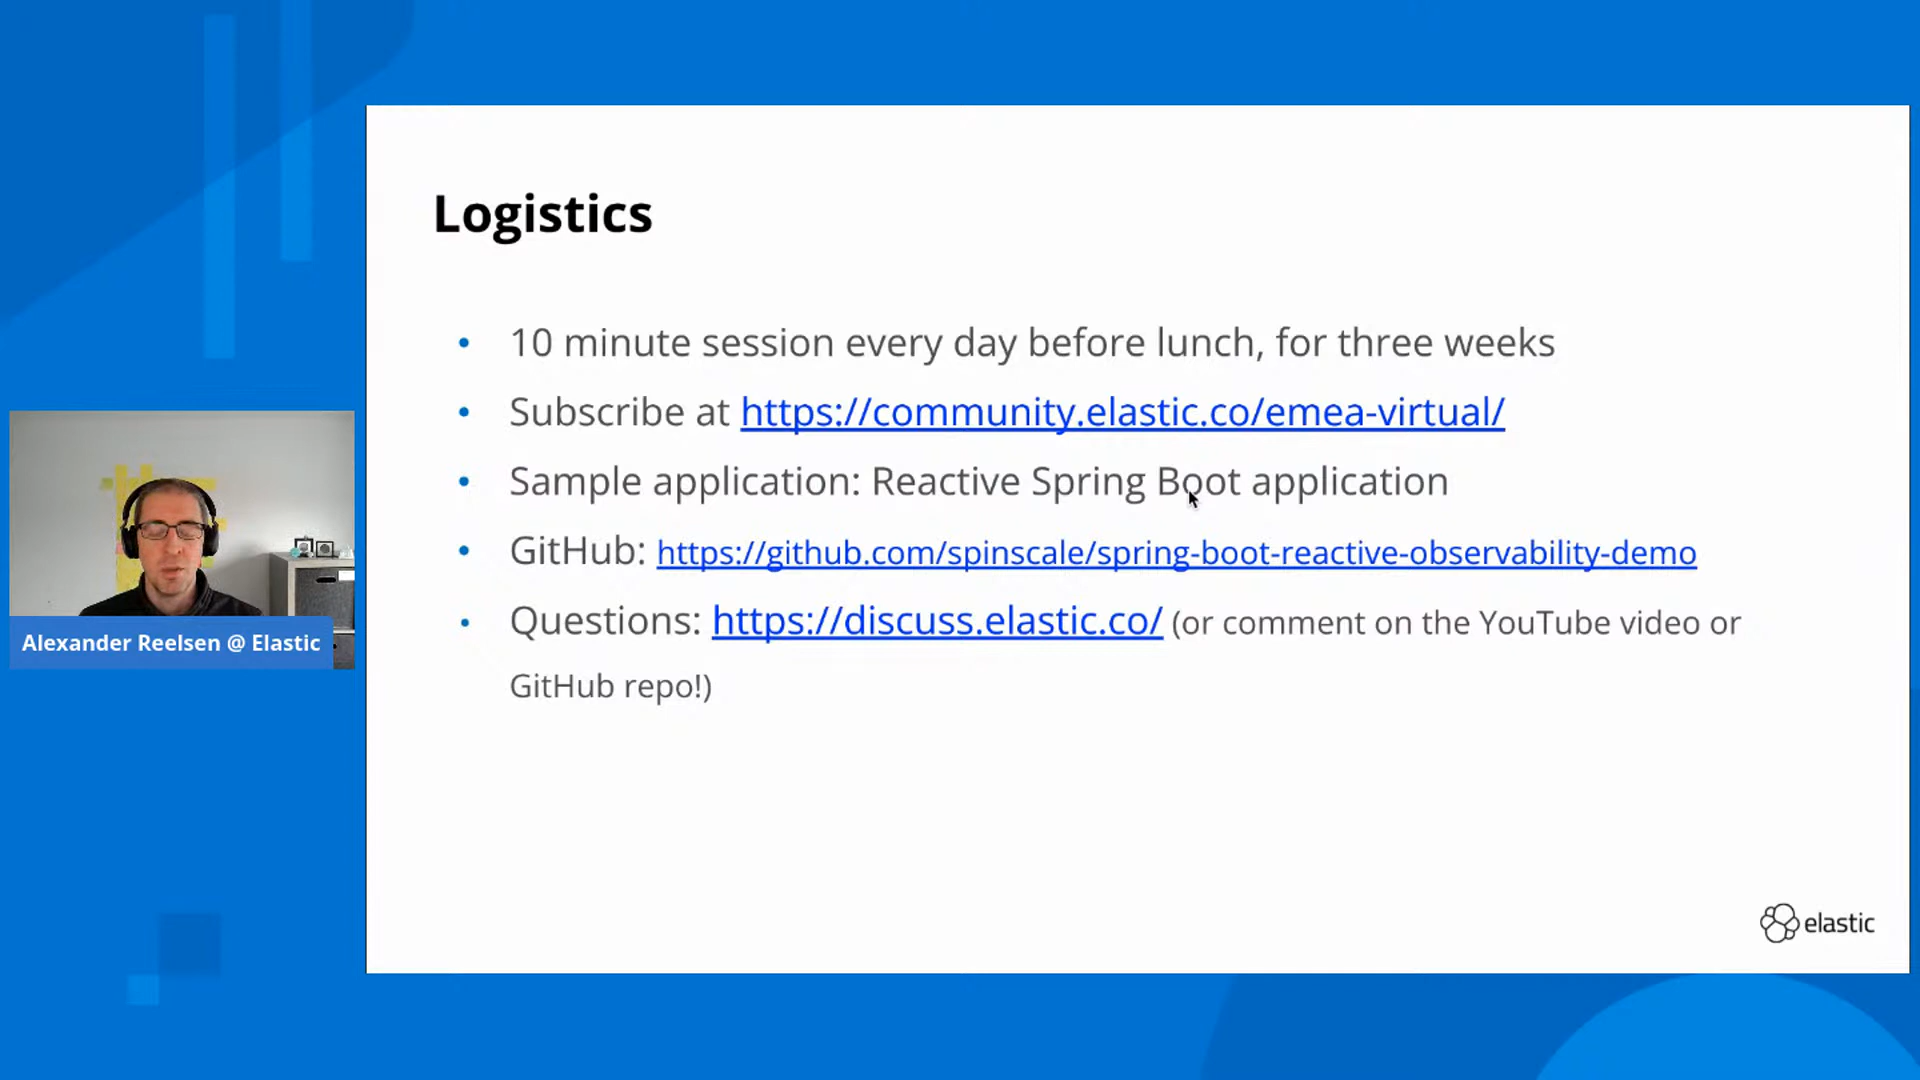 Logistics
• 10 minute session every day before lunch, for three weeks
• Subscribe at https://community.elastic.co/emea-virtual/
• Sample application: Reactive Spring Boot application
• GitHub: https://github.com/spinscale/spring-boot-reactive-observability-demo
• Questions: https://discuss.elastic.co/ (or comment on the YouTube video or
GitHub repo!)
Alexander Reelsen @ Elastic
elastic